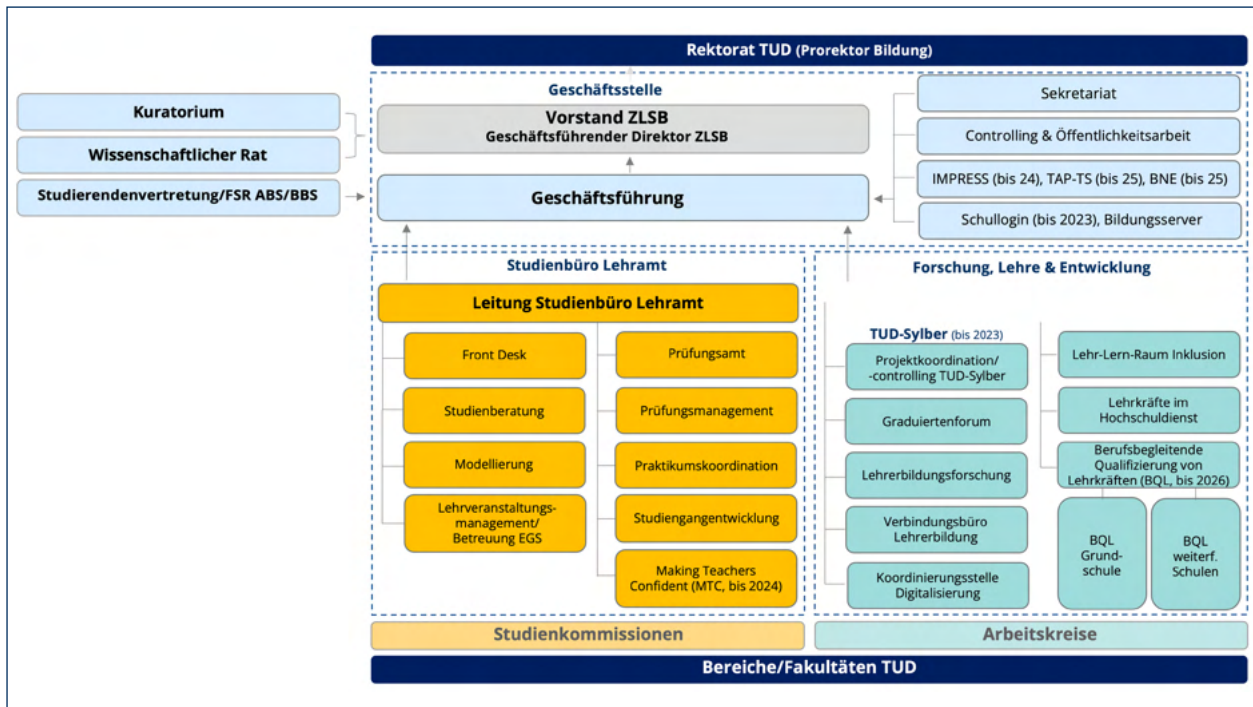 Rektorat TUD (Prorektor Bildung)
Kuratorium
Wissenschaftlicher Rat
Studierendenvertretung/FSR ABS/BBS
Geschäftsstelle
Vorstand ZLSB
Geschäftsführender Direktor ZLSB
Geschäftsführung
Sekretariat
Controlling & Öffentlichkeitsarbeit
IMPRESS (bis 24), TAP-TS (bis 25), BNE (bis 25)
Schullogin (bis 2023), Bildungsserver
Studienbüro Lehramt
Leitung Studienbüro Lehramt
Front Desk
Studienberatung
Modellierung
Lehrveranstaltungs-
management/
Betreuung EGS
Prüfungsamt
Prüfungsmanagement
Praktikumskoordination
Studiengangentwicklung
Making Teachers
Confident (MTC, bis 2024)
Forschung, Lehre & Entwicklung
TUD-Sylber (bis 2023)
Projektkoordination/
-controlling TUD-Sylber
Graduiertenforum
Lehrerbildungsforschung
Verbindungsbüro
Lehrerbildung
Koordinierungsstelle
Digitalisierung
Lehr-Lern-Raum Inklusion
Lehrkräfte im
Hochschuldienst
Berufsbegleitende
Qualifizierung von
Lehrkräften (BQL, bis 2026)
BQL
Grund-
schule
BQL
weiterf.
Schulen
Studienkommissionen
Arbeitskreise
Bereiche/Fakultäten TUD